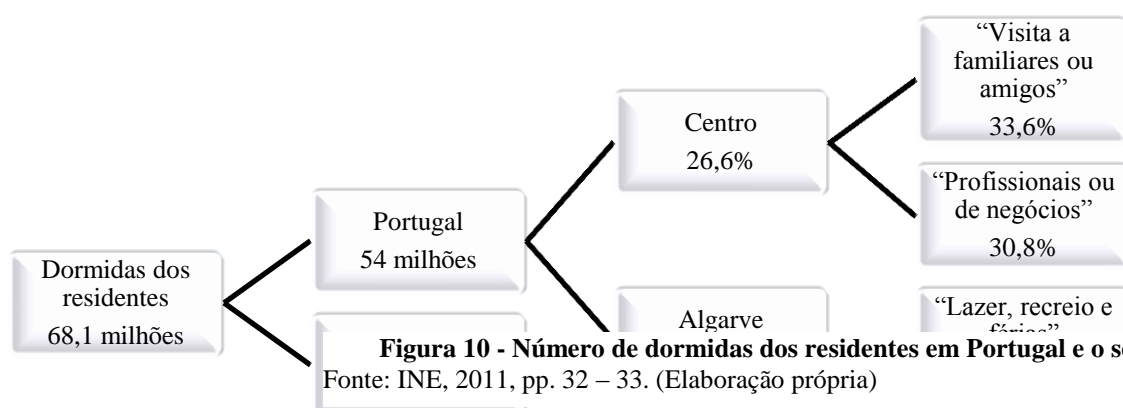 “Visita a
familiares ou
amigos”
33,6%
Centro
26,6%
“Profissionais ou
de negócios”
30,8%
Portugal
54 milhões
Dormidas dos
residentes
68,1 milhões
Algarve
“Lazer, recreio e
Figura 10 - Número de dormidas dos residentes em Portugal e o
Fonte: INE, 2011, pp. 32 – 33. (Elaboração própria)